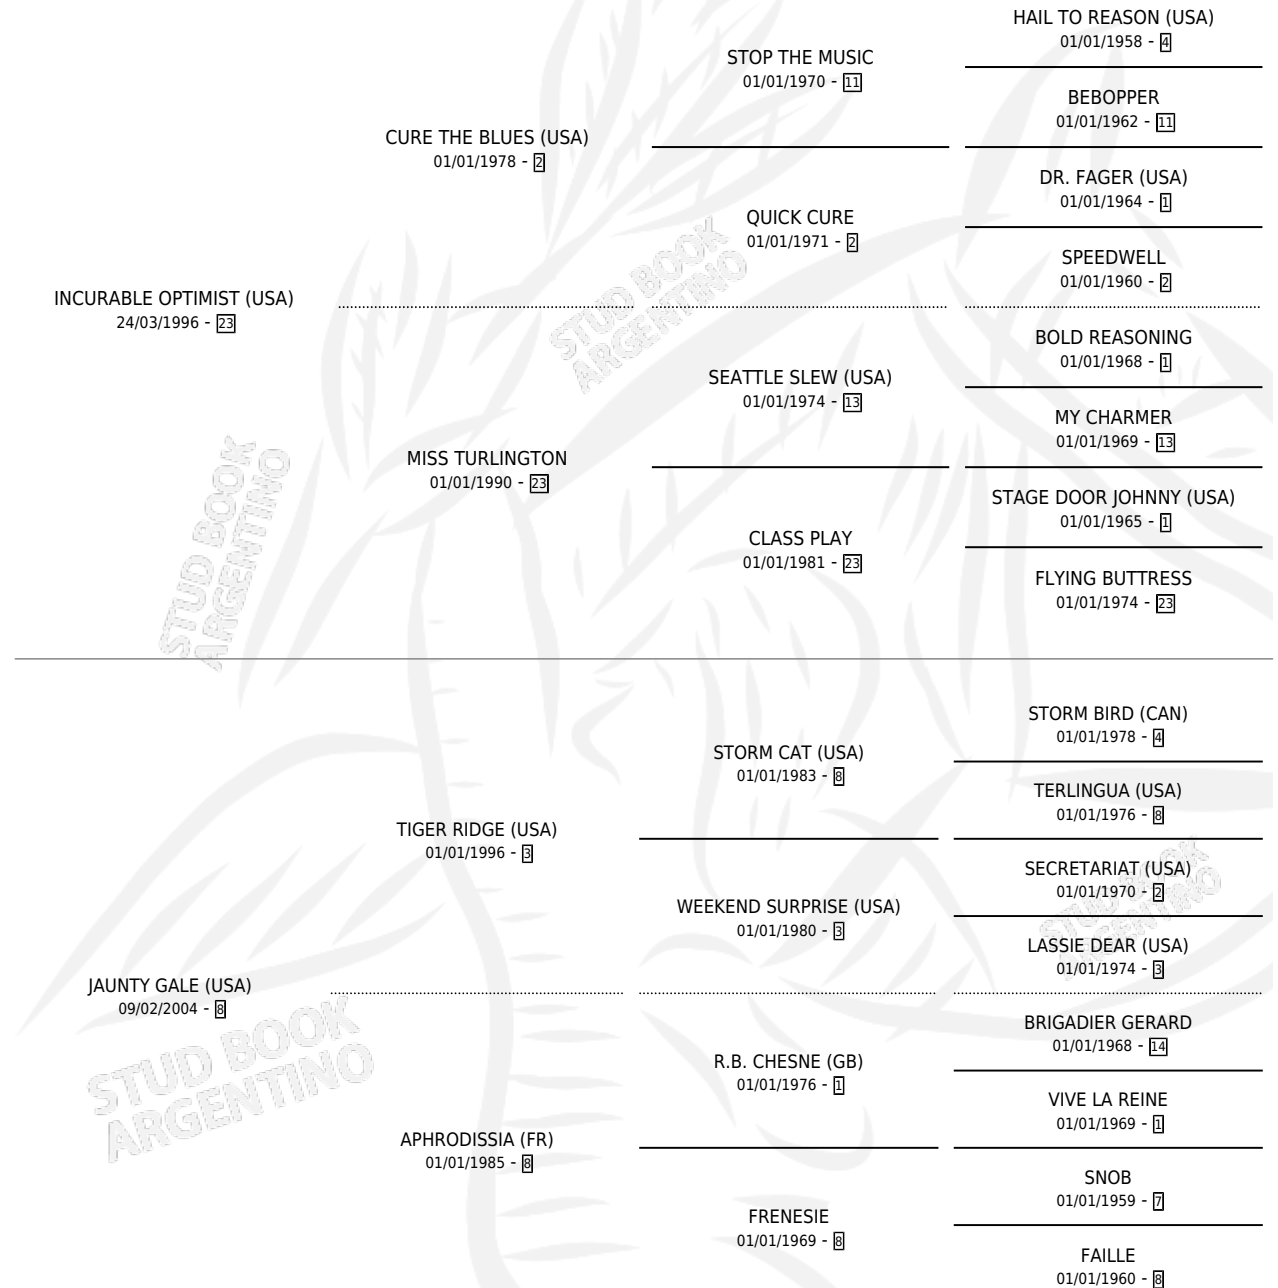 HAIL TO REASON (USA)
01/01/1958 - 4
STOP THE MUSIC
01/01/1970 - 11
BEBOPPER
01/01/1962 - 11
CURE THE BLUES (USA)
01/01/1978 - 2
DR. FAGER (USA)
01/01/1964 - 1
QUICK CURE
01/01/1971 - 2
SPEEDWELL
01/01/1960 - 2
INCURABLE OPTIMIST (USA)
24/03/1996 - 23
BOLD REASONING
01/01/1968 - 1
SEATTLE SLEW (USA)
01/01/1974 - 13
MY CHARMER
01/01/1969 - 13
MISS TURLINGTON
01/01/1990 - 23
STAGE DOOR JOHNNY (USA)
01/01/1965 - 1
CLASS PLAY
01/01/1981 - 23
FLYING BUTTRESS
01/01/1974 - 23
STORM BIRD (CAN)
01/01/1978 - 4
STORM CAT (USA)
01/01/1983 - 8
TERLINGUA (USA)
01/01/1976 - 8
TIGER RIDGE (USA)
01/01/1996 - 3
SECRETARIAT (USA)
01/01/1970 - 2
WEEKEND SURPRISE (USA)
01/01/1980 - 3
LASSIE DEAR (USA)
01/01/1974 - 3
JAUNTY GALE (USA)
09/02/2004 - 8
BRIGADIER GERARD
01/01/1968 - 14
R.B. CHESNE (GB)
01/01/1976 - 1
VIVE LA REINE
01/01/1969 - 1
APHRODISSIA (FR)
01/01/1985 - 8
SNOB
01/01/1959 - 7
FRENESIE
01/01/1969 - 8
FAILLE
01/01/1960 - 8
STUD BOOK
ARGENTINO
STUD BOOK
ARGENTINO
STUD BOOK
ARGENTINO
STUD BOOK
ARGENTINO